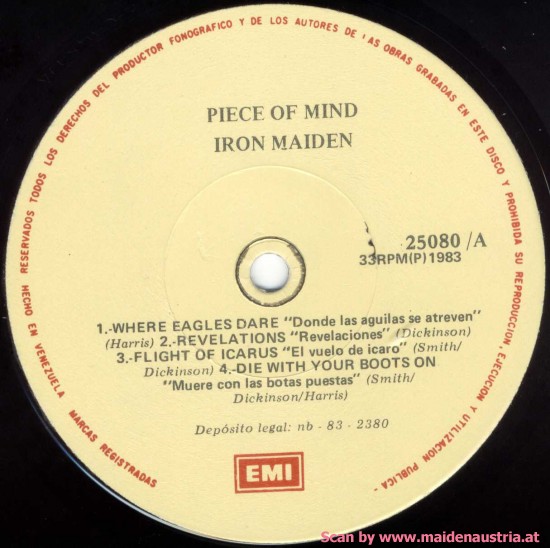 HECHO EN VENEZUELA RESERVADOS TODOS LOS DERECHOS DEL PRODUCTOR FONOGRAFICO Y DE LOS AUTORES DE LAS OBRAS GRABADAS EN ESTE DISCO Y PROHIBIDA SU REPRODUCCION, EJECUCION Y UTILIZACION PUBLICA -
MARCAS REGISTRADAS
PIECE OF MIND
IRON MAIDEN
25080/A
33RPM(P)1983
1.-WHERE EAGLES DARE "Donde las aguilas se atreven"
(Harris) 2.-REVELATIONS "Revelaciones" (Dickinson)
3.-FLIGHT OF ICARUS "El vuelo de icaro" (Smith/
Dickinson) 4.-DIE WITH YOUR BOOTS ON
"Muere con las botas puestas" (Smith/
Dickinson/Harris)
Depósito legal: nb - 83 - 2380
EMI
Scan by www.maidenaustria.at